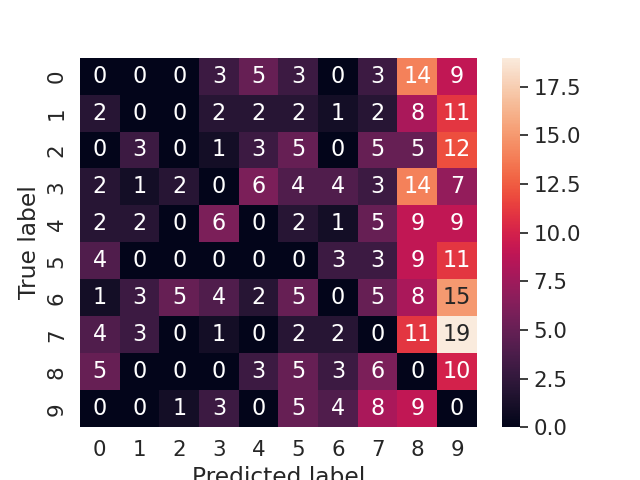 0 0 0 0 3 5 3 0 3 14 9
1 2 0 0 2 2 2 1 2 8 11
2 0 3 0 1 3 5 0 5 5 12
3 2 1 2 0 6 4 4 3 14 7
4 2 2 0 6 0 2 1 5 9 9
5 4 0 0 0 0 0 3 3 9 11
6 1 3 5 4 2 5 0 5 8 15
7 4 3 0 1 0 2 2 0 11 19
8 5 0 0 0 3 5 3 6 0 10
9 0 0 1 3 0 5 4 8 9 0
0 1 2 3 4 5 6 7 8 9
Predicted label
True label
17.5
15.0
12.5
10.0
7.5
5.0
2.5
0.0